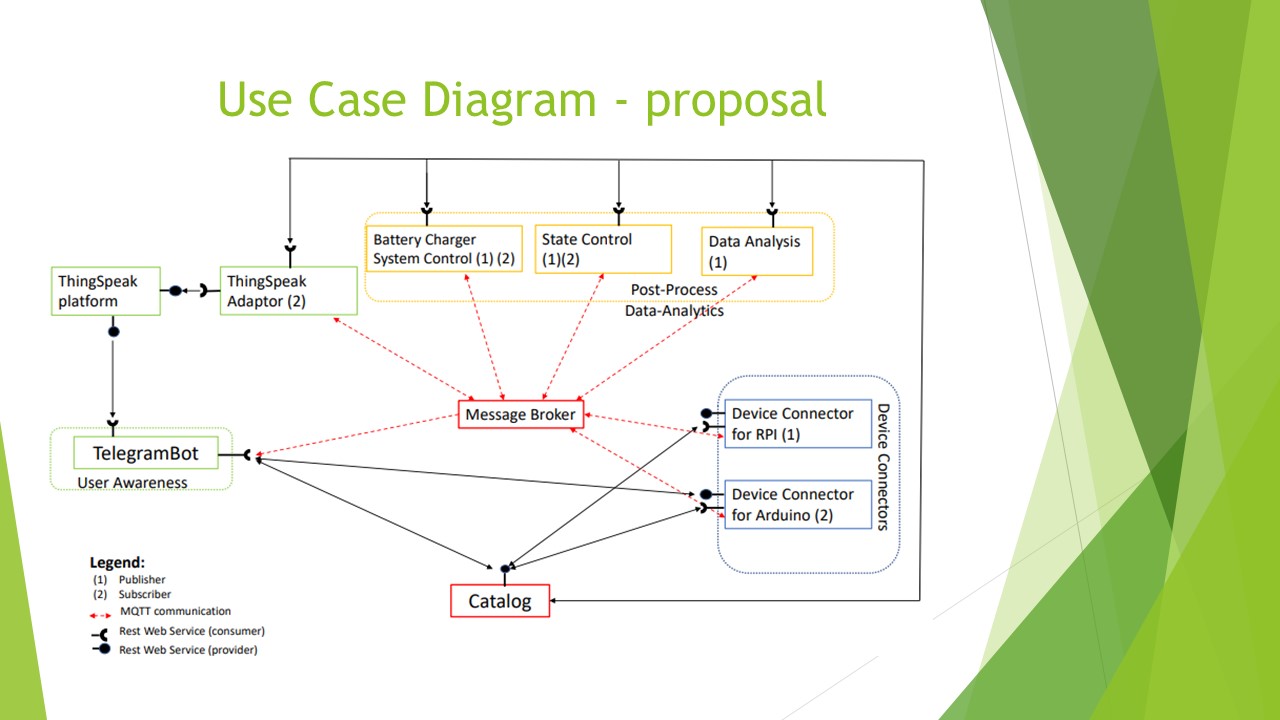 Use Case Diagram - proposal
Battery Charger
System Control (1) (2)
State Control
(1)(2)
Data Analysis
(1)
Post-Process
Data-Analytics
ThingSpeak
platform
ThingSpeak
Adaptor (2)
Message Broker
Device Connector
for RPI (1)
Device Connector
for Arduino (2)
Device Connectors
TelegramBot
User Awareness
Catalog
Legend:
(1) Publisher
(2) Subscriber
MQTT communication
Rest Web Service (consumer)
Rest Web Service (provider)